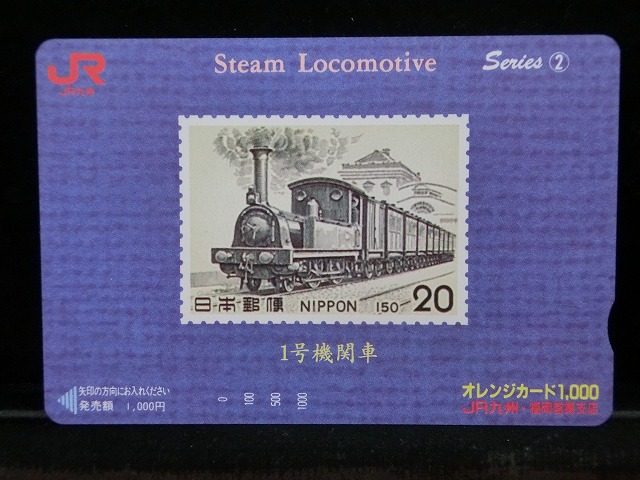 JR
JR九州
Steam Locomotive
Series ②
日本郵便 NIPPON 150 20
1号機関車
矢印の方向にお入れください
発売額 1,000円
0 100 500 1000
オレンジカード1,000
JR九州・福岡営業支店